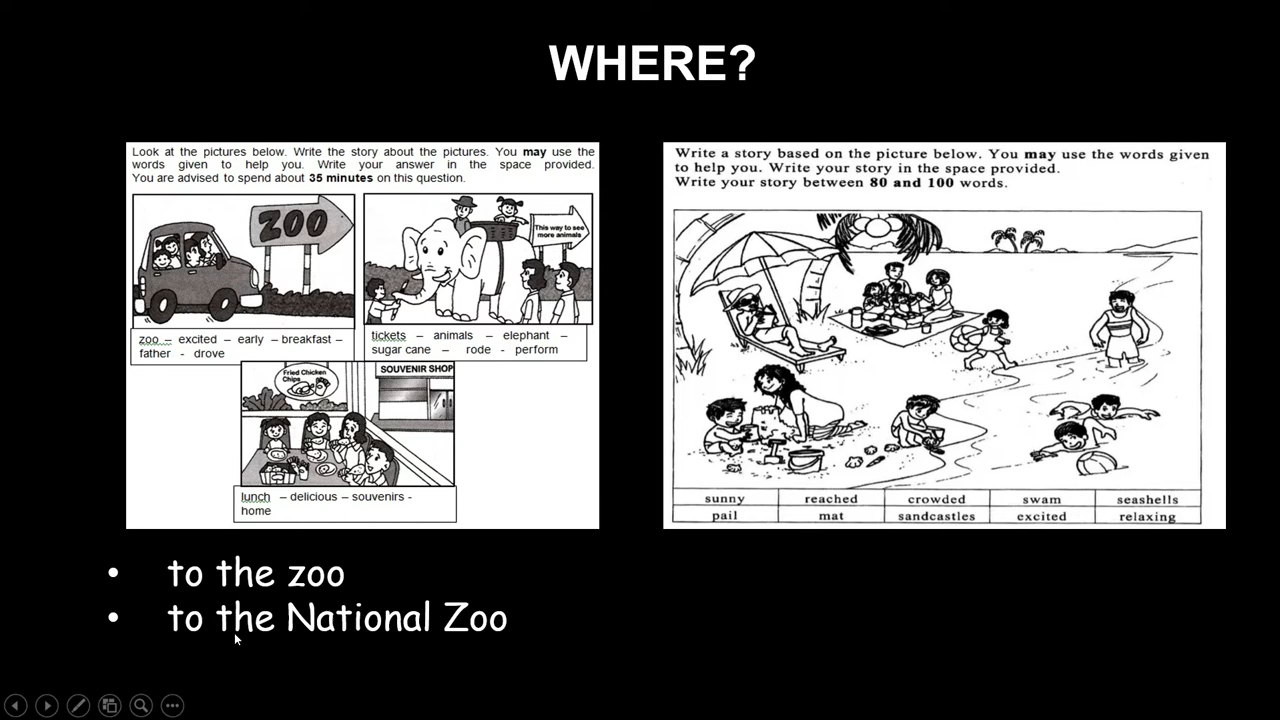 WHERE?
Look at the pictures below. Write the story about the pictures. You may use the
words given to help you. Write your answer in the space provided.
You are advised to spend about 35 minutes on this question.
ZOO
This way to see
more animals
zoo – excited – early – breakfast –
father - drove
tickets – animals – elephant –
sugar cane – rode - perform
Fried Chicken
Chips
SOUVENIR SHOP
lunch – delicious – souvenirs -
home
Write a story based on the picture below. You may use the words given
to help you. Write your story in the space provided.
Write your story between 80 and 100 words.
sunny reached crowded swam seashells
pail mat sandcastles excited relaxing
• to the zoo
• to the National Zoo